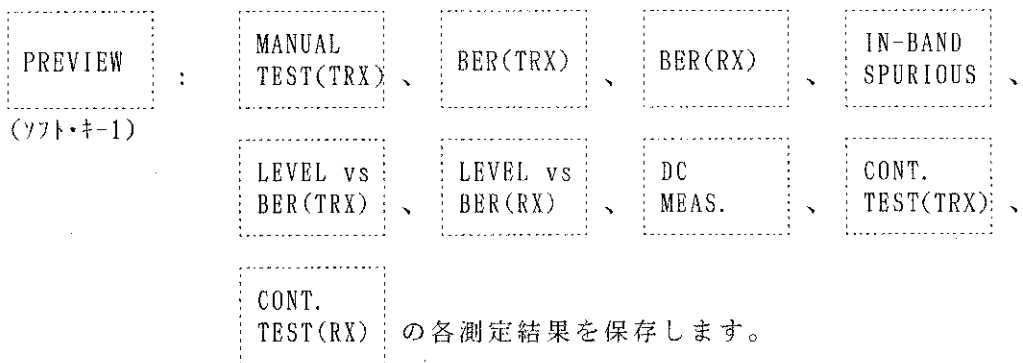 PREVIEW : MANUAL TEST(TRX)、 BER(TRX)、 BER(RX)、 IN-BAND SPURIOUS、
(ソフト・キー1)
LEVEL vs BER(TRX)、 LEVEL vs BER(RX)、 DC MEAS.、 CONT. TEST(TRX)、
CONT. TEST(RX) の各測定結果を保存します。